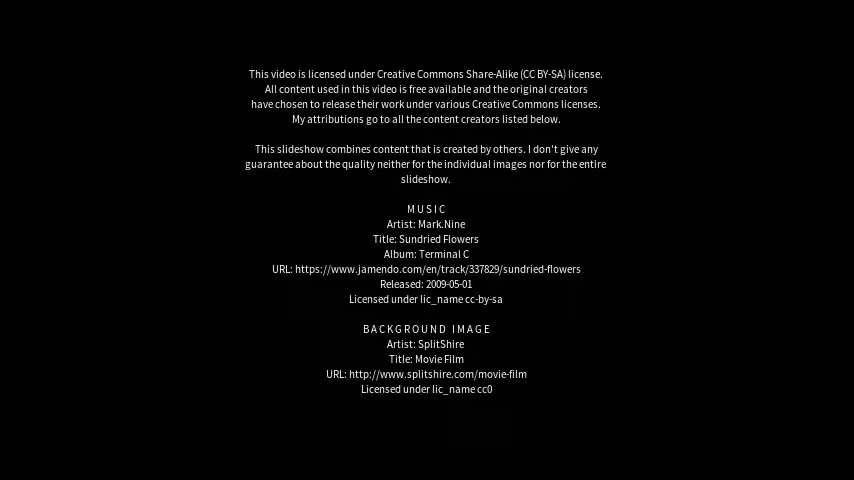 This video is licensed under Creative Commons Share-Alike (CC BY-SA) license.
All content used in this video is free available and the original creators
have chosen to release their work under various Creative Commons licenses.
My attributions go to all the content creators listed below.
This slideshow combines content that is created by others. I don't give any
guarantee about the quality neither for the individual images nor for the entire
slideshow.
MUSIC
Artist: Mark.Nine
Title: Sundried Flowers
Album: Terminal C
URL: https://www.jamendo.com/en/track/337829/sundried-flowers
Released: 2009-05-01
Licensed under lic_name cc-by-sa
BACKGROUND IMAGE
Artist: SplitShire
Title: Movie Film
URL: http://www.splitshire.com/movie-film
Licensed under lic_name cc0